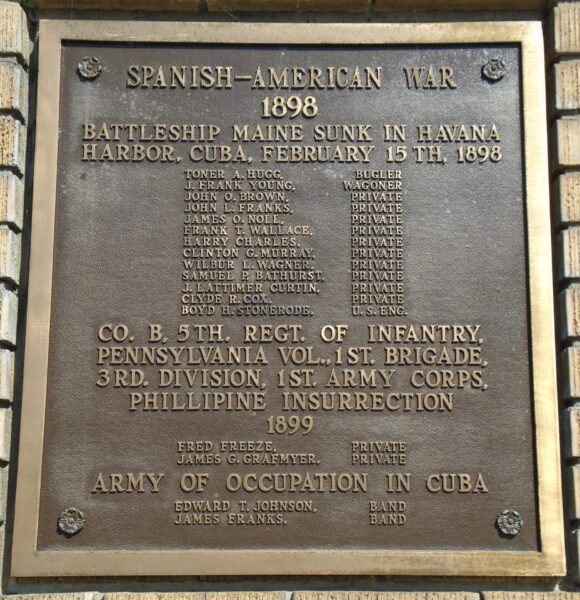 SPANISH-AMERICAN WAR
1898
BATTLESHIP MAINE SUNK IN HAVANA
HARBOR, CUBA, FEBRUARY 15TH, 1898
TONER A. HUGG, BUGLER
J. FRANK YOUNG, WAGONER
JOHN O. BROWN, PRIVATE
JOHN L. FRANKS, PRIVATE
JAMES O. NOLL, PRIVATE
FRANK T. WALLACE, PRIVATE
HARRY CHARLES, PRIVATE
CLINTON G. MURRAY, PRIVATE
WILBUR L. WAGNER, PRIVATE
SAMUEL P. BATHURST, PRIVATE
J. LATTIMER CURTIN, PRIVATE
CLYDE R. COX, PRIVATE
BOYD H. STONERODE, U.S. ENG.
CO. B, 5TH. REGT. OF INFANTRY,
PENNSYLVANIA VOL., 1ST. BRIGADE,
3RD. DIVISION, 1ST. ARMY CORPS,
PHILLIPINE INSURRECTION
1899
FRED FREEZE, PRIVATE
JAMES G. GRAFMYER, PRIVATE
ARMY OF OCCUPATION IN CUBA
EDWARD T. JOHNSON, BAND
JAMES FRANKS, BAND